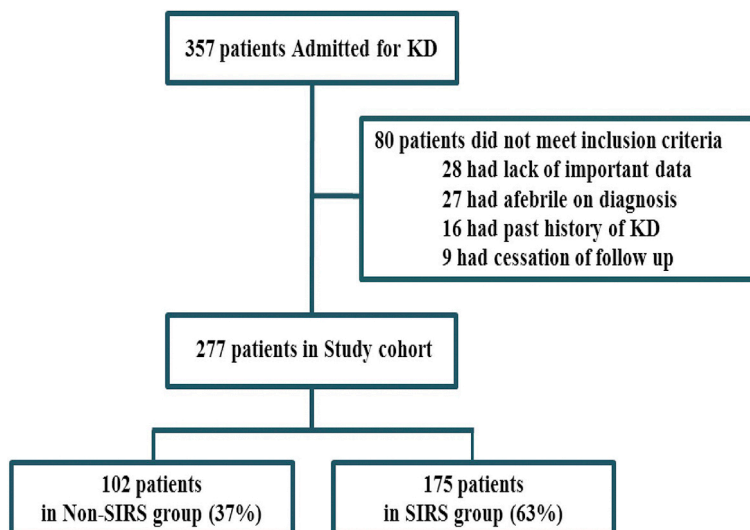 357 patients Admitted for KD
80 patients did not meet inclusion criteria
28 had lack of important data
27 had afebrile on diagnosis
16 had past history of KD
9 had cessation of follow up
277 patients in Study cohort
102 patients
in Non-SIRS group (37%)
175 patients
in SIRS group (63%)